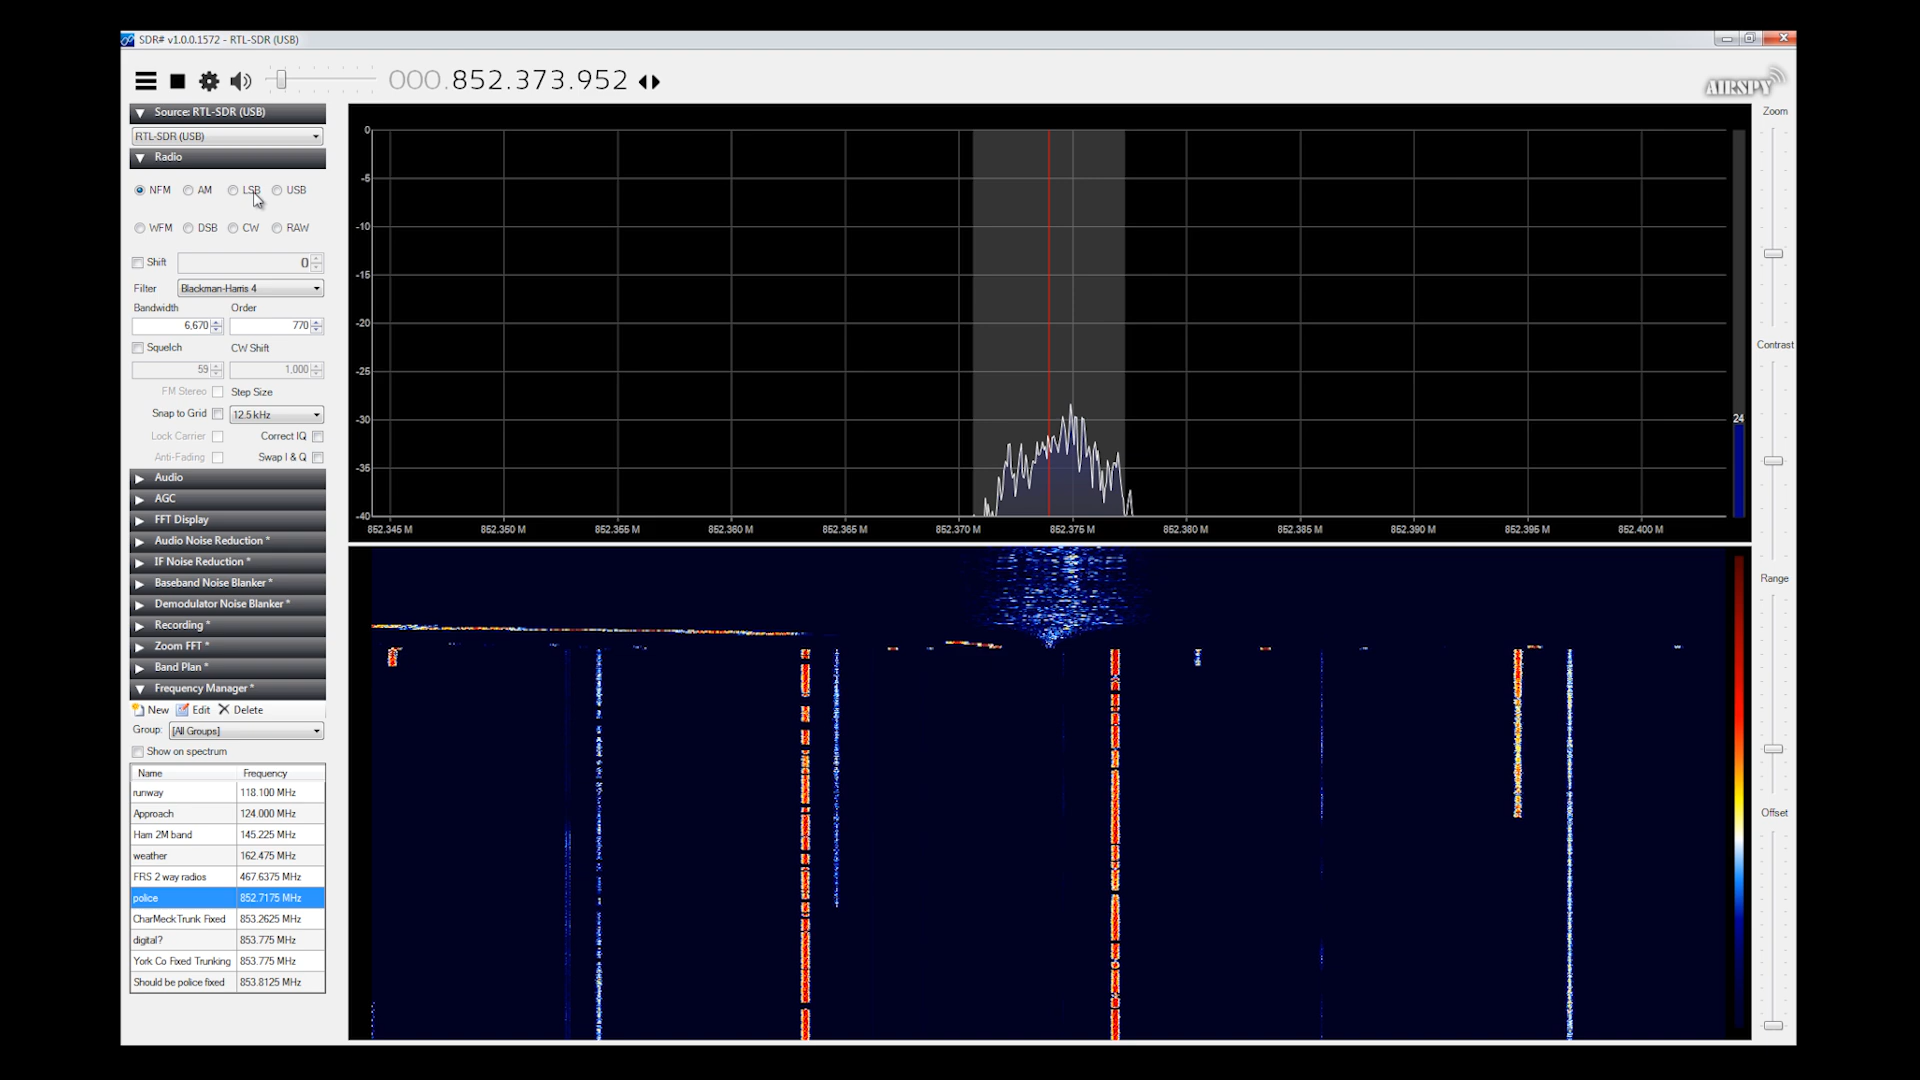 SDR# v1.0.0.1572 - RTL-SDR (USB)
000.852.373.952
AIRSPY
Source: RTL-SDR (USB)
RTL-SDR (USB)
Radio
NFM AM LSB USB
WFM DSB CW RAW
Shift 0
Filter Blackman-Harris 4
Bandwidth Order
6,670 770
Squelch CW Shift
59 1,000
FM Stereo Step Size
Snap to Grid 12.5 kHz
Lock Carrier Correct IQ
Anti-Fading Swap I & Q
Audio
AGC
FFT Display
Audio Noise Reduction *
IF Noise Reduction *
Baseband Noise Blanker *
Demodulator Noise Blanker *
Recording *
Zoom FFT *
Band Plan *
Frequency Manager *
New Edit Delete
Group: [All Groups]
Show on spectrum
Name Frequency
runway 118.100 MHz
Approach 124.000 MHz
Ham 2M band 145.225 MHz
weather 162.475 MHz
FRS 2 way radios 467.6375 MHz
police 852.7175 MHz
CharMeckTrunk Fixed 853.2625 MHz
digital? 853.775 MHz
York Co Fixed Trunking 853.775 MHz
Should be police fixed 853.8125 MHz
0
-5
-10
-15
-20
-25
-30
-35
-40
852.345 M 852.350 M 852.355 M 852.360 M 852.365 M 852.370 M 852.375 M 852.380 M 852.385 M 852.390 M 852.395 M 852.400 M
24
Zoom
Contrast
Range
Offset